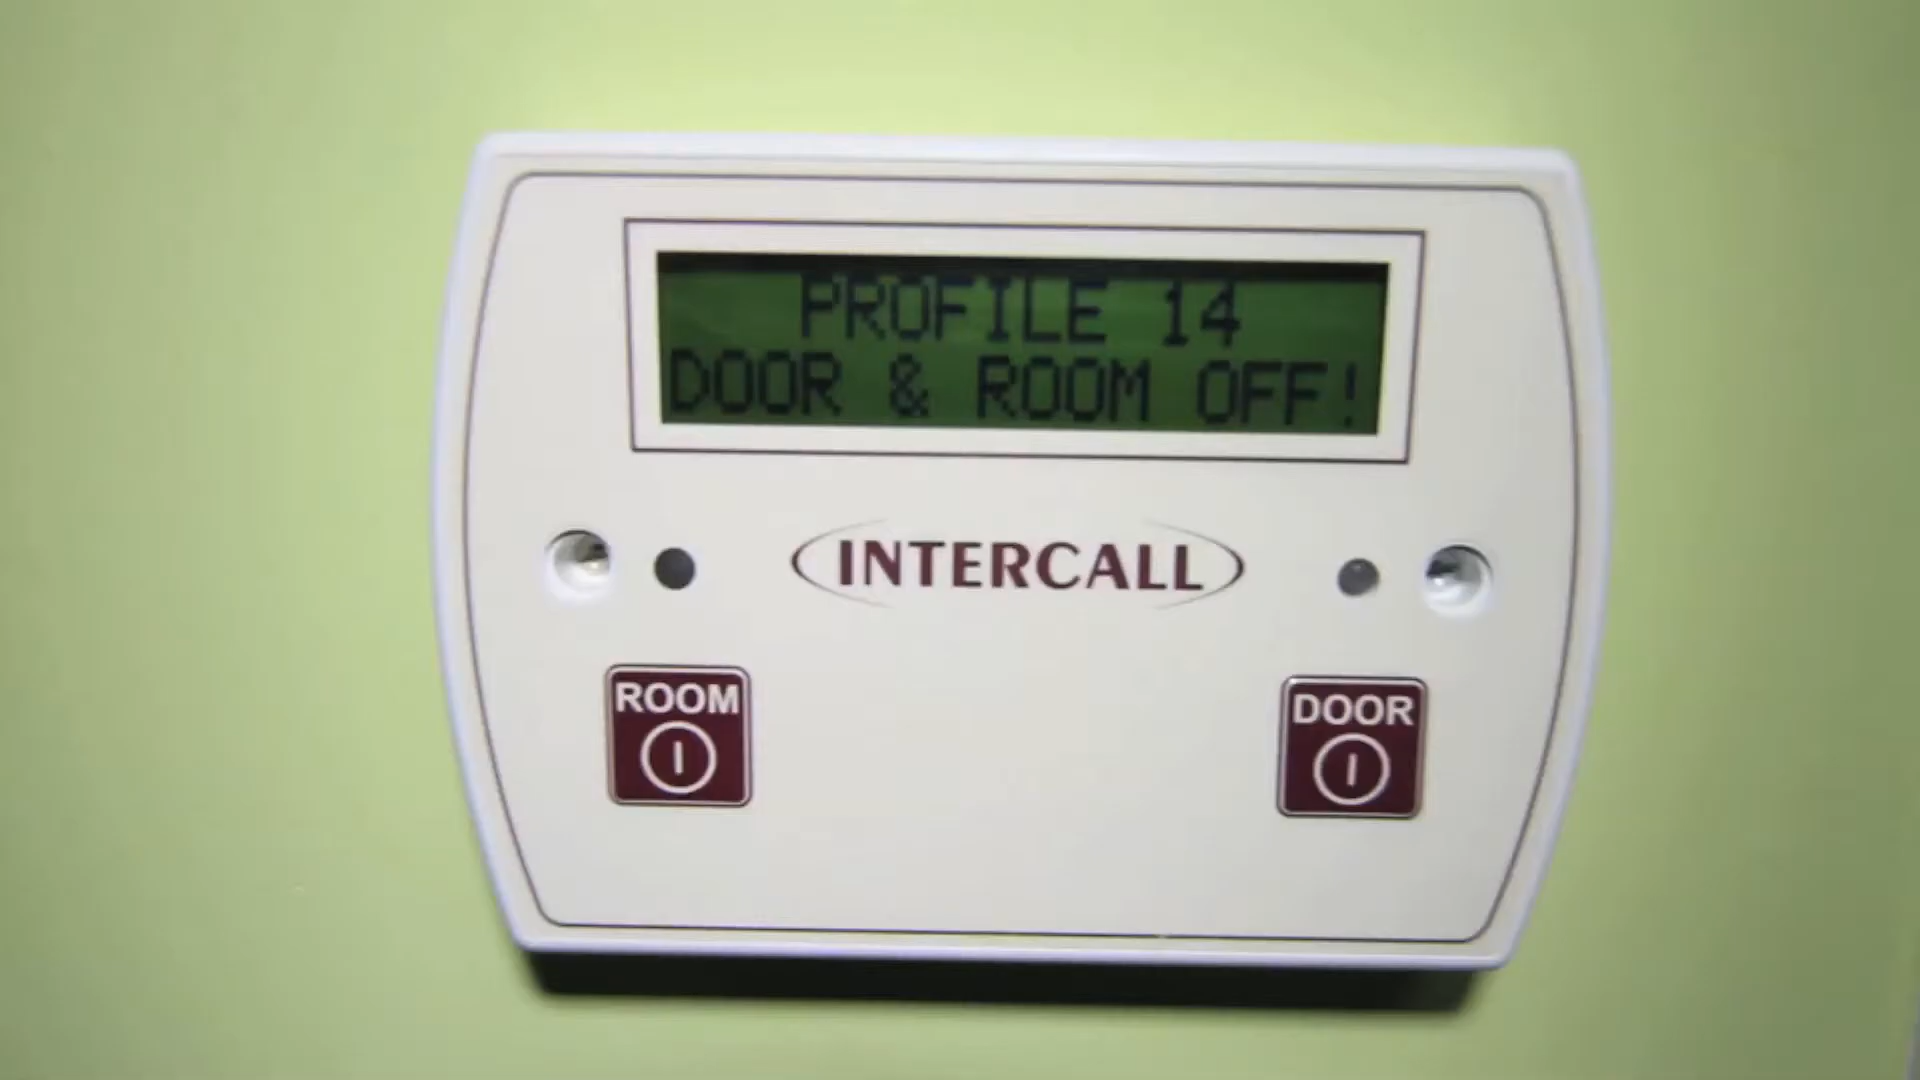 PROFILE 14
DOOR & ROOM OFF!
INTERCALL
ROOM
DOOR